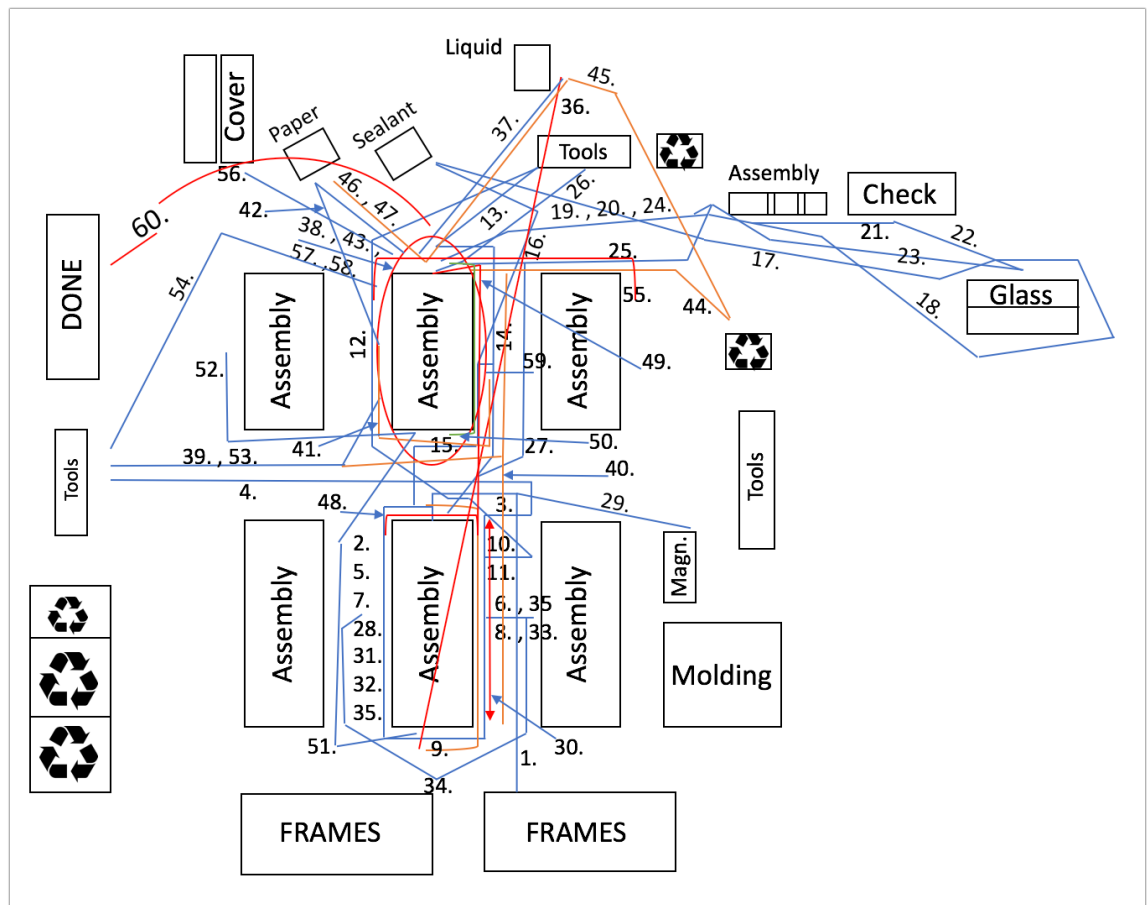 Liquid
45.
Cover
Paper
Sealant
37.
36.
Tools
56.
46. , 47.
26.
Assembly
Check
60.
42.
13.
19. , 20. , 24.
38. , 43. ,
57. ,58.
16.
25.
17.
21.
22.
23.
DONE
54.
55.
44.
18.
Glass
Assembly
12.
Assembly
14.
Assembly
59.
49.
52.
41.
15.
27.
50.
Tools
39. , 53.
40.
Tools
4.
48.
3.
29.
2.
10.
Magn.
5.
11.
7.
6. , 35
28.
8. , 33.
31.
32.
35.
Assembly
Assembly
Assembly
Molding
51.
9.
30.
1.
34.
FRAMES
FRAMES